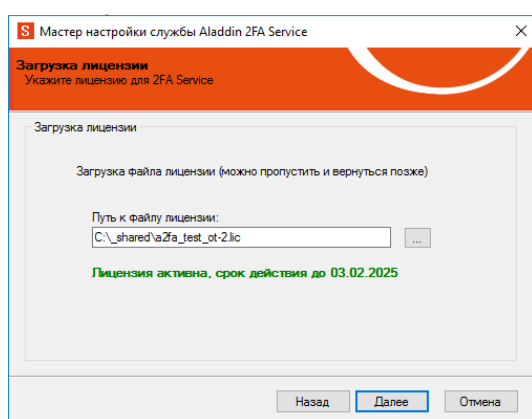 S Мастер настройки службы Aladdin 2FA Service
Загрузка лицензии
Укажите лицензию для 2FA Service
Загрузка лицензии
Загрузка файла лицензии (можно пропустить и вернуться позже)
Путь к файлу лицензии:
C:\_shared\a2fa_test_ot-2.lic ...
Лицензия активна, срок действия до 03.02.2025
Назад Далее Отмена